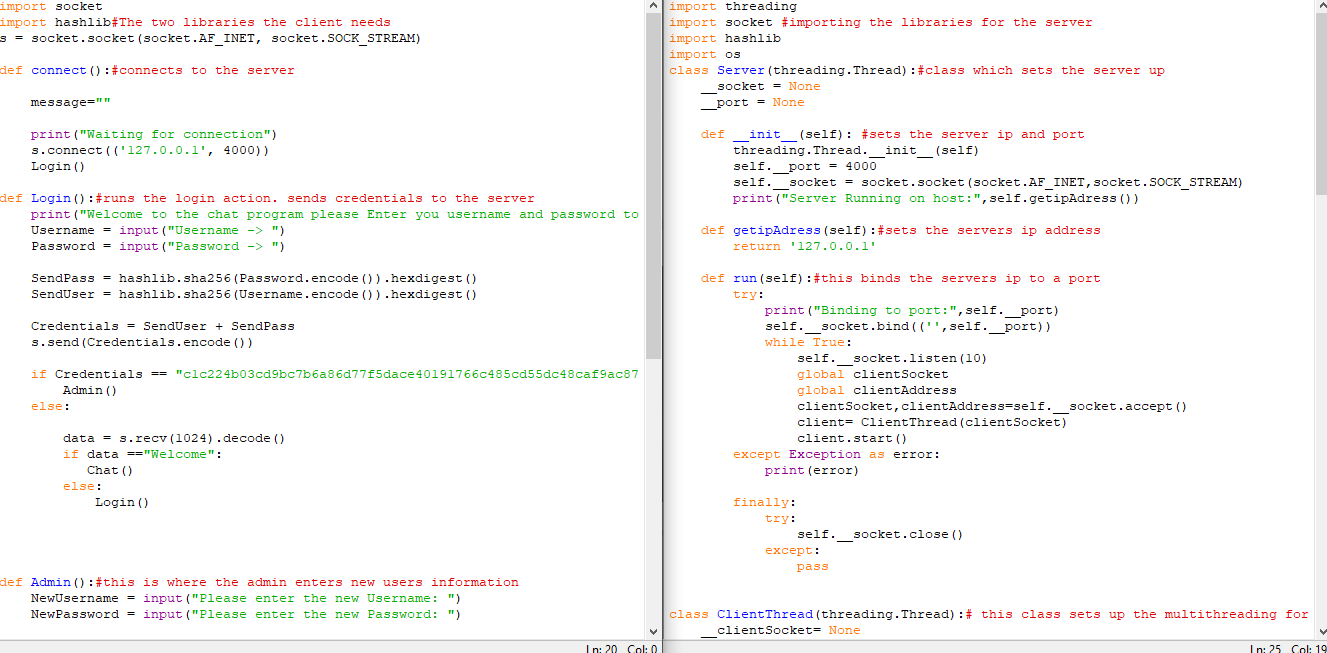 import socket
import hashlib#The two libraries the client needs
s = socket.socket(socket.AF_INET, socket.SOCK_STREAM)
def connect():#connects to the server
message=""
print("Waiting for connection")
s.connect(('127.0.0.1', 4000))
Login()
def Login():#runs the login action. sends credentials to the server
print("Welcome to the chat program please Enter you username and password to
Username = input("Username -> ")
Password = input("Password -> ")
SendPass = hashlib.sha256(Password.encode()).hexdigest()
SendUser = hashlib.sha256(Username.encode()).hexdigest()
Credentials = SendUser + SendPass
s.send(Credentials.encode())
if Credentials == "c1c224b03cd9bc7b6a86d77f5dace40191766c485cd55dc48caf9ac87
Admin()
else:
data = s.recv(1024).decode()
if data =="Welcome":
Chat()
else:
Login()
def Admin():#this is where the admin enters new users information
NewUsername = input("Please enter the new Username: ")
NewPassword = input("Please enter the new Password: ")
Ln: 20 Col: 0
import threading
import socket #importing the libraries for the server
import hashlib
import os
class Server(threading.Thread):#class which sets the server up
__socket = None
__port = None
def __init__(self): #sets the server ip and port
threading.Thread.__init__(self)
self.__port = 4000
self.__socket = socket.socket(socket.AF_INET,socket.SOCK_STREAM)
print("Server Running on host:",self.getipAdress())
def getipAdress(self):#sets the servers ip address
return '127.0.0.1'
def run(self):#this binds the servers ip to a port
try:
print("Binding to port:",self.__port)
self.__socket.bind(('',self.__port))
while True:
self.__socket.listen(10)
global clientSocket
global clientAddress
clientSocket,clientAddress=self.__socket.accept()
client= ClientThread(clientSocket)
client.start()
except Exception as error:
print(error)
finally:
try:
self.__socket.close()
except:
pass
class ClientThread(threading.Thread):# this class sets up the multithreading for
__clientSocket= None
Ln: 25 Col: 19